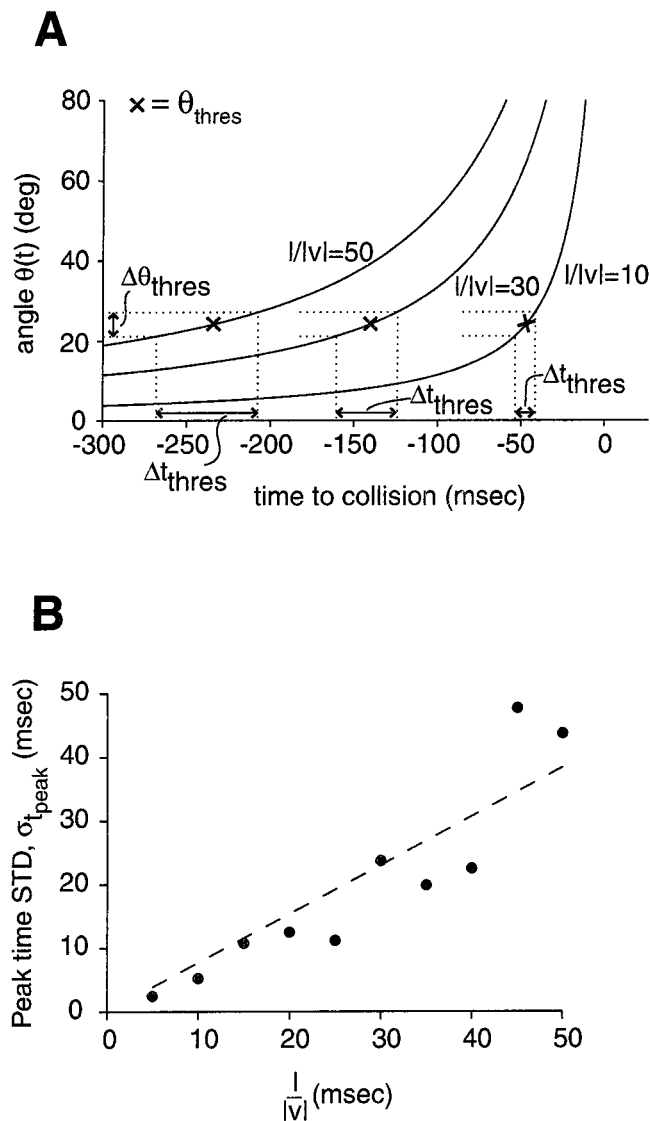 A
× = θthres
angle θ(t) (deg)
80
60
40
20
0
l/|v|=50
l/|v|=30
l/|v|=10
Δθthres
Δtthres
Δtthres
Δtthres
-300 -250 -200 -150 -100 -50 0
time to collision (msec)
B
Peak time STD, σtpeak (msec)
50
40
30
20
10
0
0 10 20 30 40 50
l/|v| (msec)